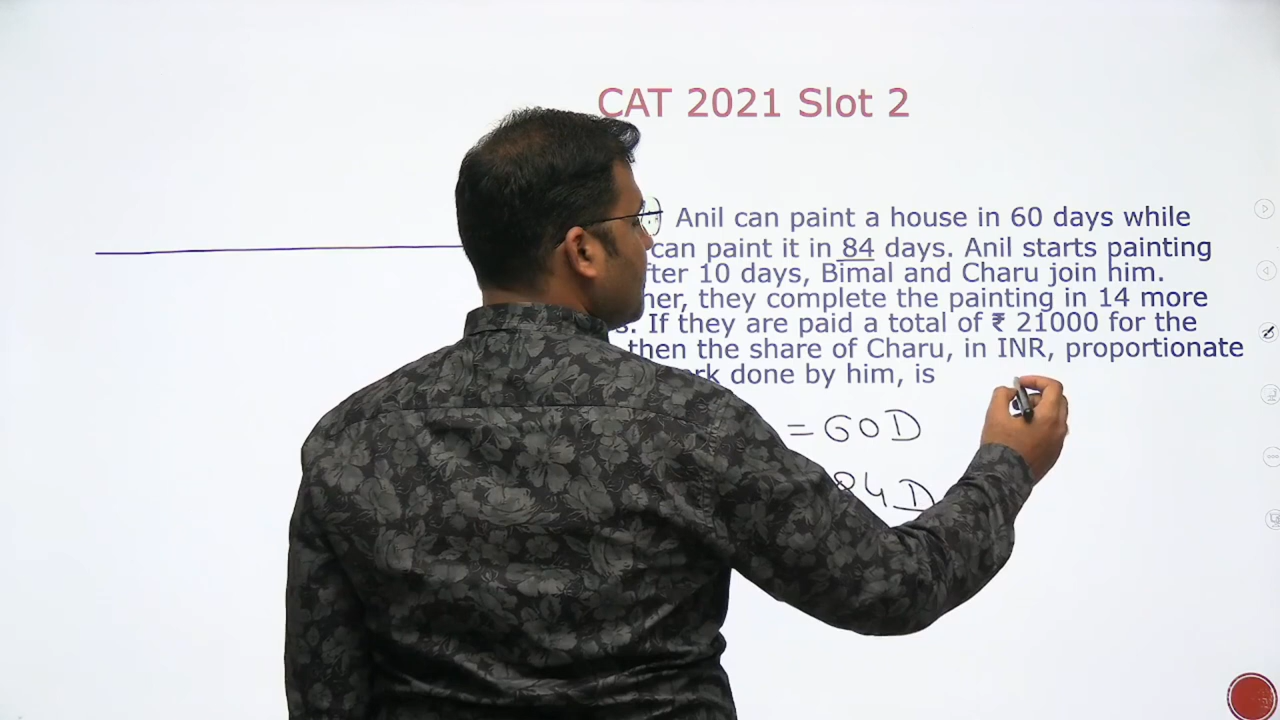 CAT 2021 Slot 2
Anil can paint a house in 60 days while
can paint it in 84 days. Anil starts painting
10 days, Bimal and Charu join him.
they complete the painting in 14 more
If they are paid a total of ₹ 21000 for the
then the share of Charu, in INR, proportionate
done by him, is
= 60D
84D